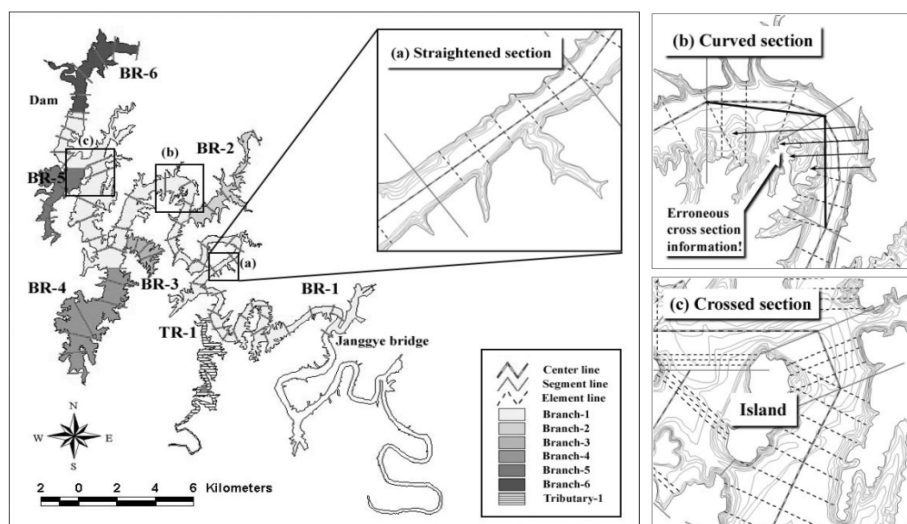 BR-6
Dam
(c)
(b)
BR-2
BR-5
(a)
BR-4
BR-3
BR-1
TR-1
Janggye bridge
N
W
E
S
2 0 2 4 6 Kilometers
(a) Straightened section
Center line
Segment line
Element line
Branch-1
Branch-2
Branch-3
Branch-4
Branch-5
Branch-6
Tributary-1
(b) Curved section
Erroneous
cross section
information!
(c) Crossed section
Island